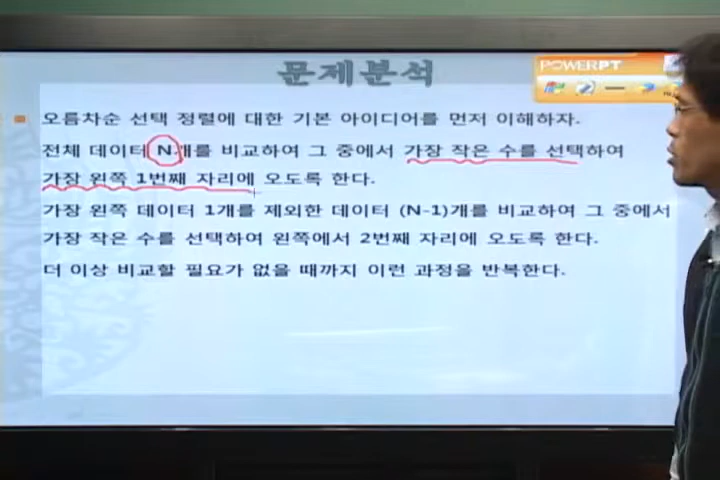 문제분석
POWERPT
오름차순 선택 정렬에 대한 기본 아이디어를 먼저 이해하자.
전체 데이터 N개를 비교하여 그 중에서 가장 작은 수를 선택하여
가장 왼쪽 1번째 자리에 오도록 한다.
가장 왼쪽 데이터 1개를 제외한 데이터 (N-1)개를 비교하여 그 중에서
가장 작은 수를 선택하여 왼쪽에서 2번째 자리에 오도록 한다.
더 이상 비교할 필요가 없을 때까지 이런 과정을 반복한다.